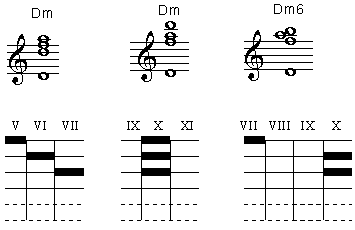 Dm Dm Dm6
V VI VII IX X XI VII VIII IX X